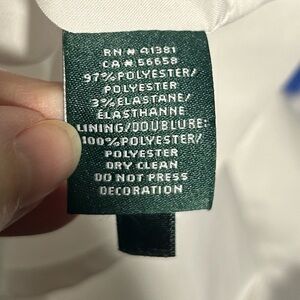 RN # 41381
CA # 56658
97% POLYESTER/
POLYESTER
3% ELASTANE/
ÉLASTHANNE
LINING/DOUBLURE:
100% POLYESTER/
POLYESTER
DRY CLEAN
DO NOT PRESS
DECORATION